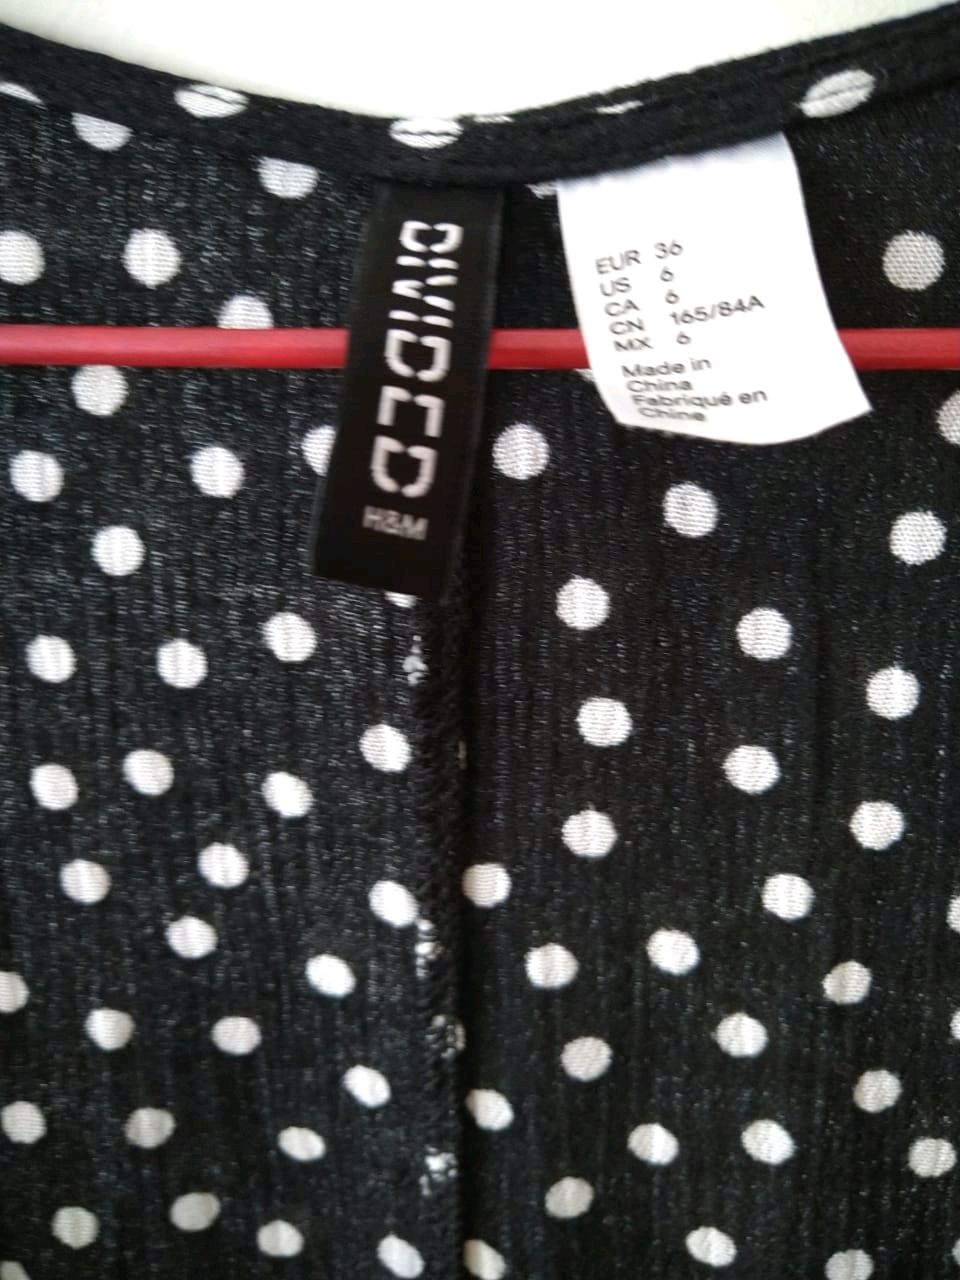 DIVIDED
H&M
EUR 36
US 6
CA 6
CN 165/84A
MX 6
Made in
China
Fabriqué en
Chine